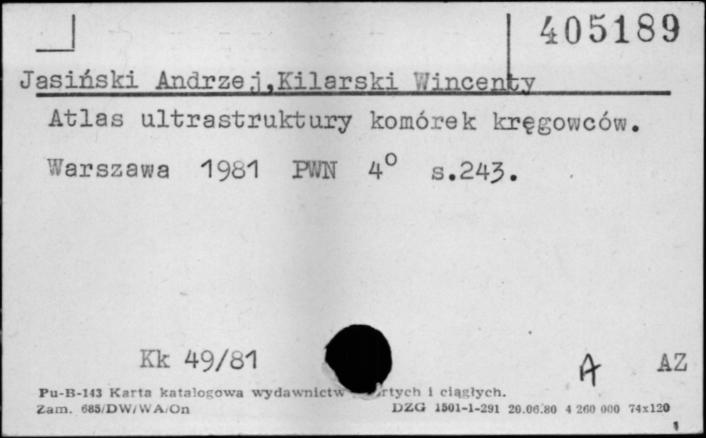 405189
Jasiński Andrzej,Kilarski Wincenty
Atlas ultrastruktury komórek kręgowców.
Warszawa 1981 PWN 4° s.243.
Kk 49/81
A AZ
Pu-B-143 Karta katalogowa wydawnictw i ciągłych.
Zam. 685/DW/WA/On DZG 1501-1-291 20.06.80 4 260 000 74x120
1